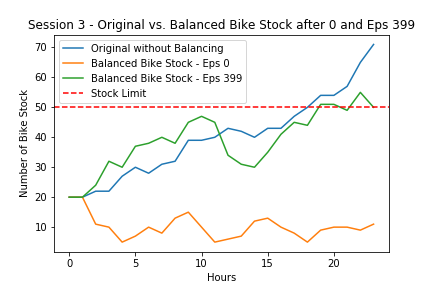 Session 3 - Original vs. Balanced Bike Stock after 0 and Eps 399
Original without Balancing
Balanced Bike Stock - Eps 0
Balanced Bike Stock - Eps 399
Stock Limit
Number of Bike Stock
70
60
50
40
30
20
10
0 5 10 15 20
Hours